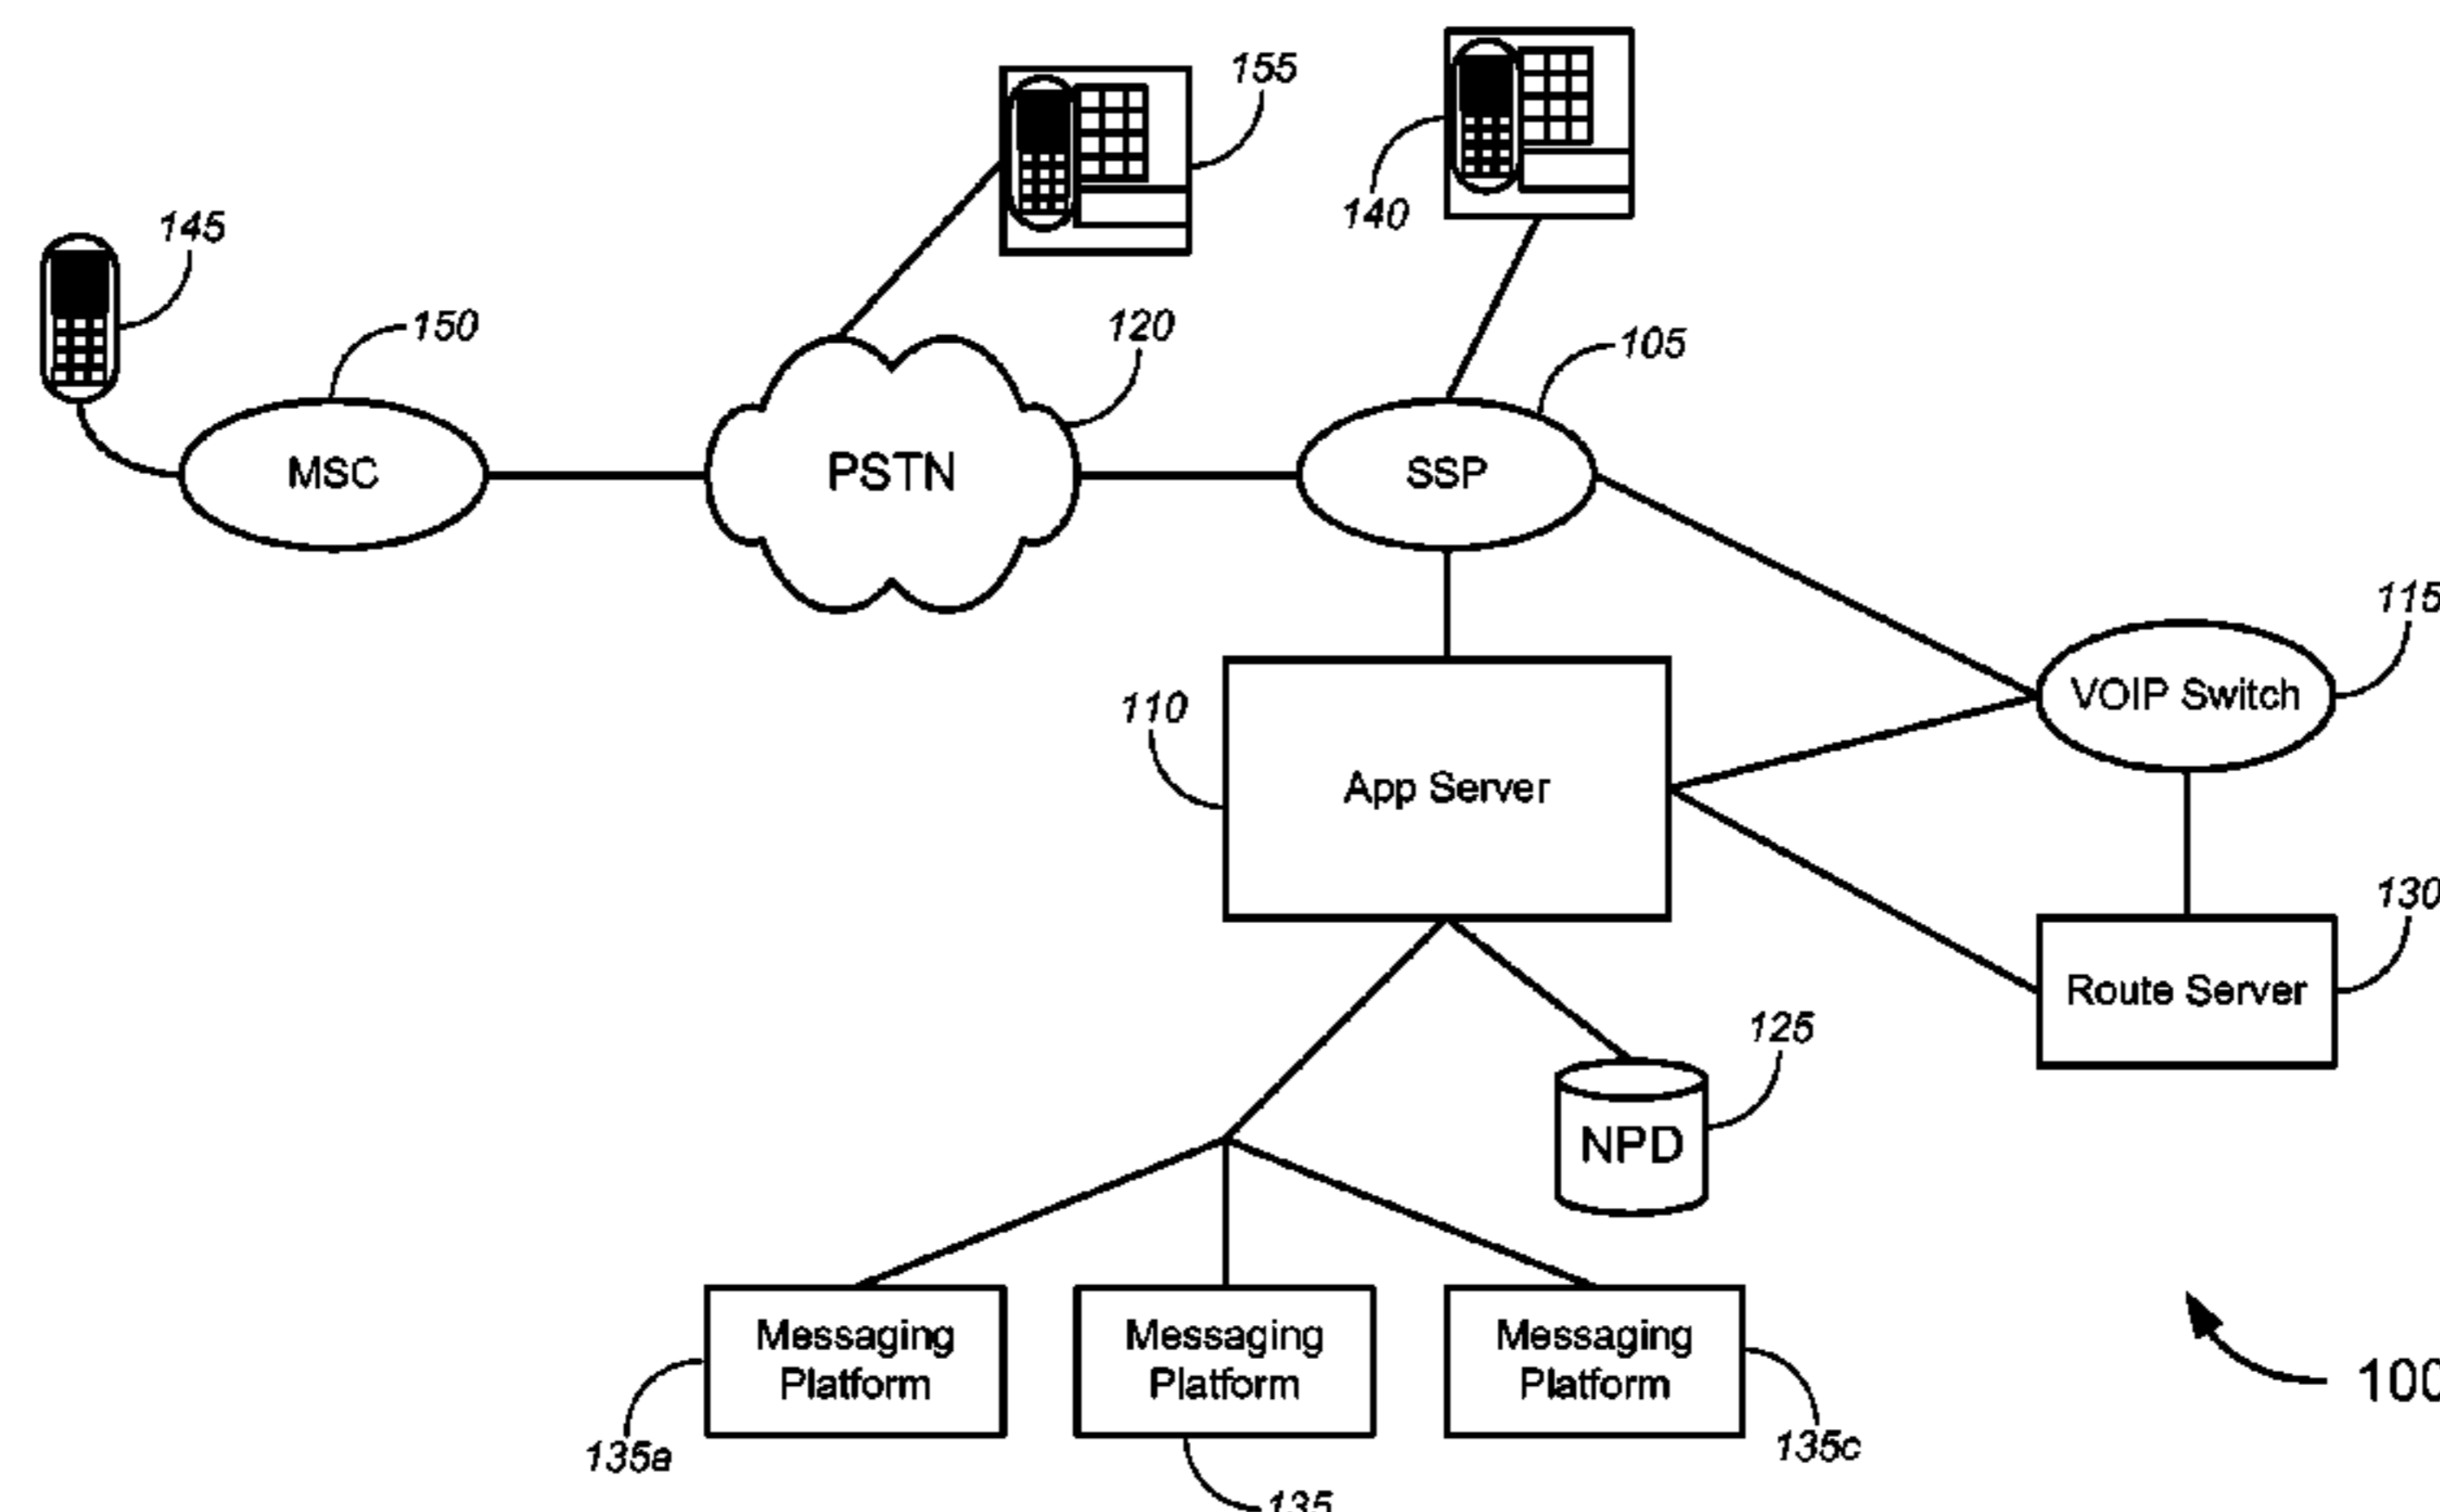 155
140
145
150
120
105
MSC
PSTN
SSP
115
110
VOIP Switch
App Server
130
Route Server
125
NPD
Messaging
Platform
Messaging
Platform
Messaging
Platform
100
135a
135c
135